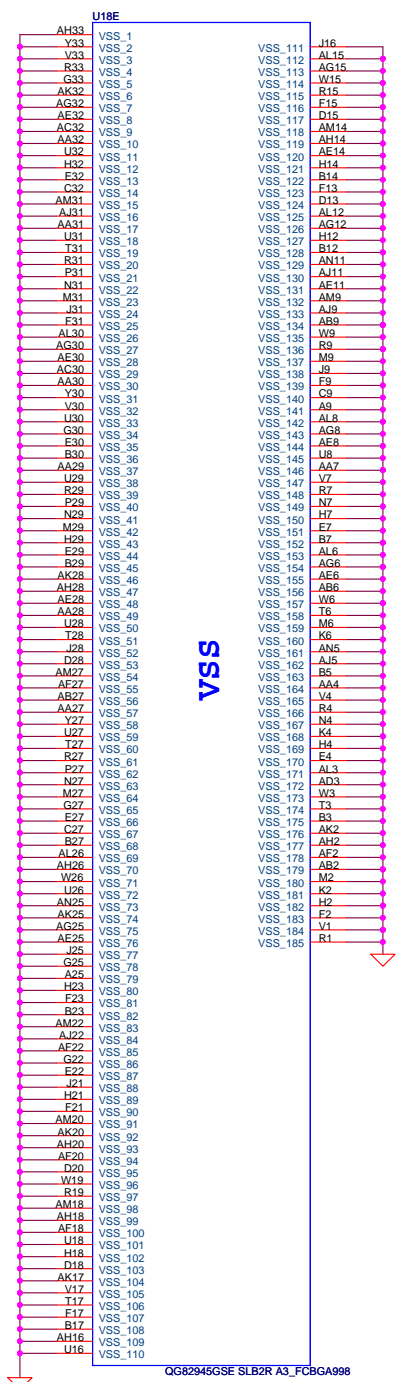 U18E
AH33 VSS_1
Y33 VSS_2
V33 VSS_3
R33 VSS_4
G33 VSS_5
AK32 VSS_6
AG32 VSS_7
AE32 VSS_8
AC32 VSS_9
AA32 VSS_10
U32 VSS_11
H32 VSS_12
E32 VSS_13
C32 VSS_14
AM31 VSS_15
AJ31 VSS_16
AA31 VSS_17
U31 VSS_18
T31 VSS_19
R31 VSS_20
P31 VSS_21
N31 VSS_22
M31 VSS_23
J31 VSS_24
F31 VSS_25
AL30 VSS_26
AG30 VSS_27
AE30 VSS_28
AC30 VSS_29
AA30 VSS_30
Y30 VSS_31
V30 VSS_32
U30 VSS_33
G30 VSS_34
E30 VSS_35
B30 VSS_36
AA29 VSS_37
U29 VSS_38
R29 VSS_39
P29 VSS_40
N29 VSS_41
M29 VSS_42
H29 VSS_43
E29 VSS_44
B29 VSS_45
AK28 VSS_46
AH28 VSS_47
AE28 VSS_48
AA28 VSS_49
U28 VSS_50
T28 VSS_51
J28 VSS_52
D28 VSS_53
AM27 VSS_54
AF27 VSS_55
AB27 VSS_56
AA27 VSS_57
Y27 VSS_58
U27 VSS_59
T27 VSS_60
R27 VSS_61
P27 VSS_62
N27 VSS_63
M27 VSS_64
G27 VSS_65
E27 VSS_66
C27 VSS_67
B27 VSS_68
AL26 VSS_69
AH26 VSS_70
W26 VSS_71
U26 VSS_72
AN25 VSS_73
AK25 VSS_74
AG25 VSS_75
AE25 VSS_76
J25 VSS_77
G25 VSS_78
A25 VSS_79
H23 VSS_80
F23 VSS_81
B23 VSS_82
AM22 VSS_83
AJ22 VSS_84
AF22 VSS_85
G22 VSS_86
E22 VSS_87
J21 VSS_88
H21 VSS_89
F21 VSS_90
AM20 VSS_91
AK20 VSS_92
AH20 VSS_93
AF20 VSS_94
D20 VSS_95
W19 VSS_96
R19 VSS_97
AM18 VSS_98
AH18 VSS_99
AF18 VSS_100
U18 VSS_101
H18 VSS_102
D18 VSS_103
AK17 VSS_104
V17 VSS_105
T17 VSS_106
F17 VSS_107
B17 VSS_108
AH16 VSS_109
U16 VSS_110
VSS
VSS_111 J16
VSS_112 AL15
VSS_113 AG15
VSS_114 W15
VSS_115 R15
VSS_116 F15
VSS_117 D15
VSS_118 AM14
VSS_119 AH14
VSS_120 AE14
VSS_121 H14
VSS_122 B14
VSS_123 F13
VSS_124 D13
VSS_125 AL12
VSS_126 AG12
VSS_127 H12
VSS_128 B12
VSS_129 AN11
VSS_130 AJ11
VSS_131 AE11
VSS_132 AM9
VSS_133 AJ9
VSS_134 AB9
VSS_135 W9
VSS_136 R9
VSS_137 M9
VSS_138 J9
VSS_139 F9
VSS_140 C9
VSS_141 A9
VSS_142 AL8
VSS_143 AG8
VSS_144 AE8
VSS_145 U8
VSS_146 AA7
VSS_147 V7
VSS_148 R7
VSS_149 N7
VSS_150 H7
VSS_151 E7
VSS_152 B7
VSS_153 AL6
VSS_154 AG6
VSS_155 AE6
VSS_156 AB6
VSS_157 W6
VSS_158 T6
VSS_159 M6
VSS_160 K6
VSS_161 AN5
VSS_162 AJ5
VSS_163 B5
VSS_164 AA4
VSS_165 V4
VSS_166 R4
VSS_167 N4
VSS_168 K4
VSS_169 H4
VSS_170 E4
VSS_171 AL3
VSS_172 AD3
VSS_173 W3
VSS_174 T3
VSS_175 B3
VSS_176 AK2
VSS_177 AH2
VSS_178 AF2
VSS_179 AB2
VSS_180 M2
VSS_181 K2
VSS_182 H2
VSS_183 F2
VSS_184 V1
VSS_185 R1
QG82945GSE SLB2R A3_FCBGA998